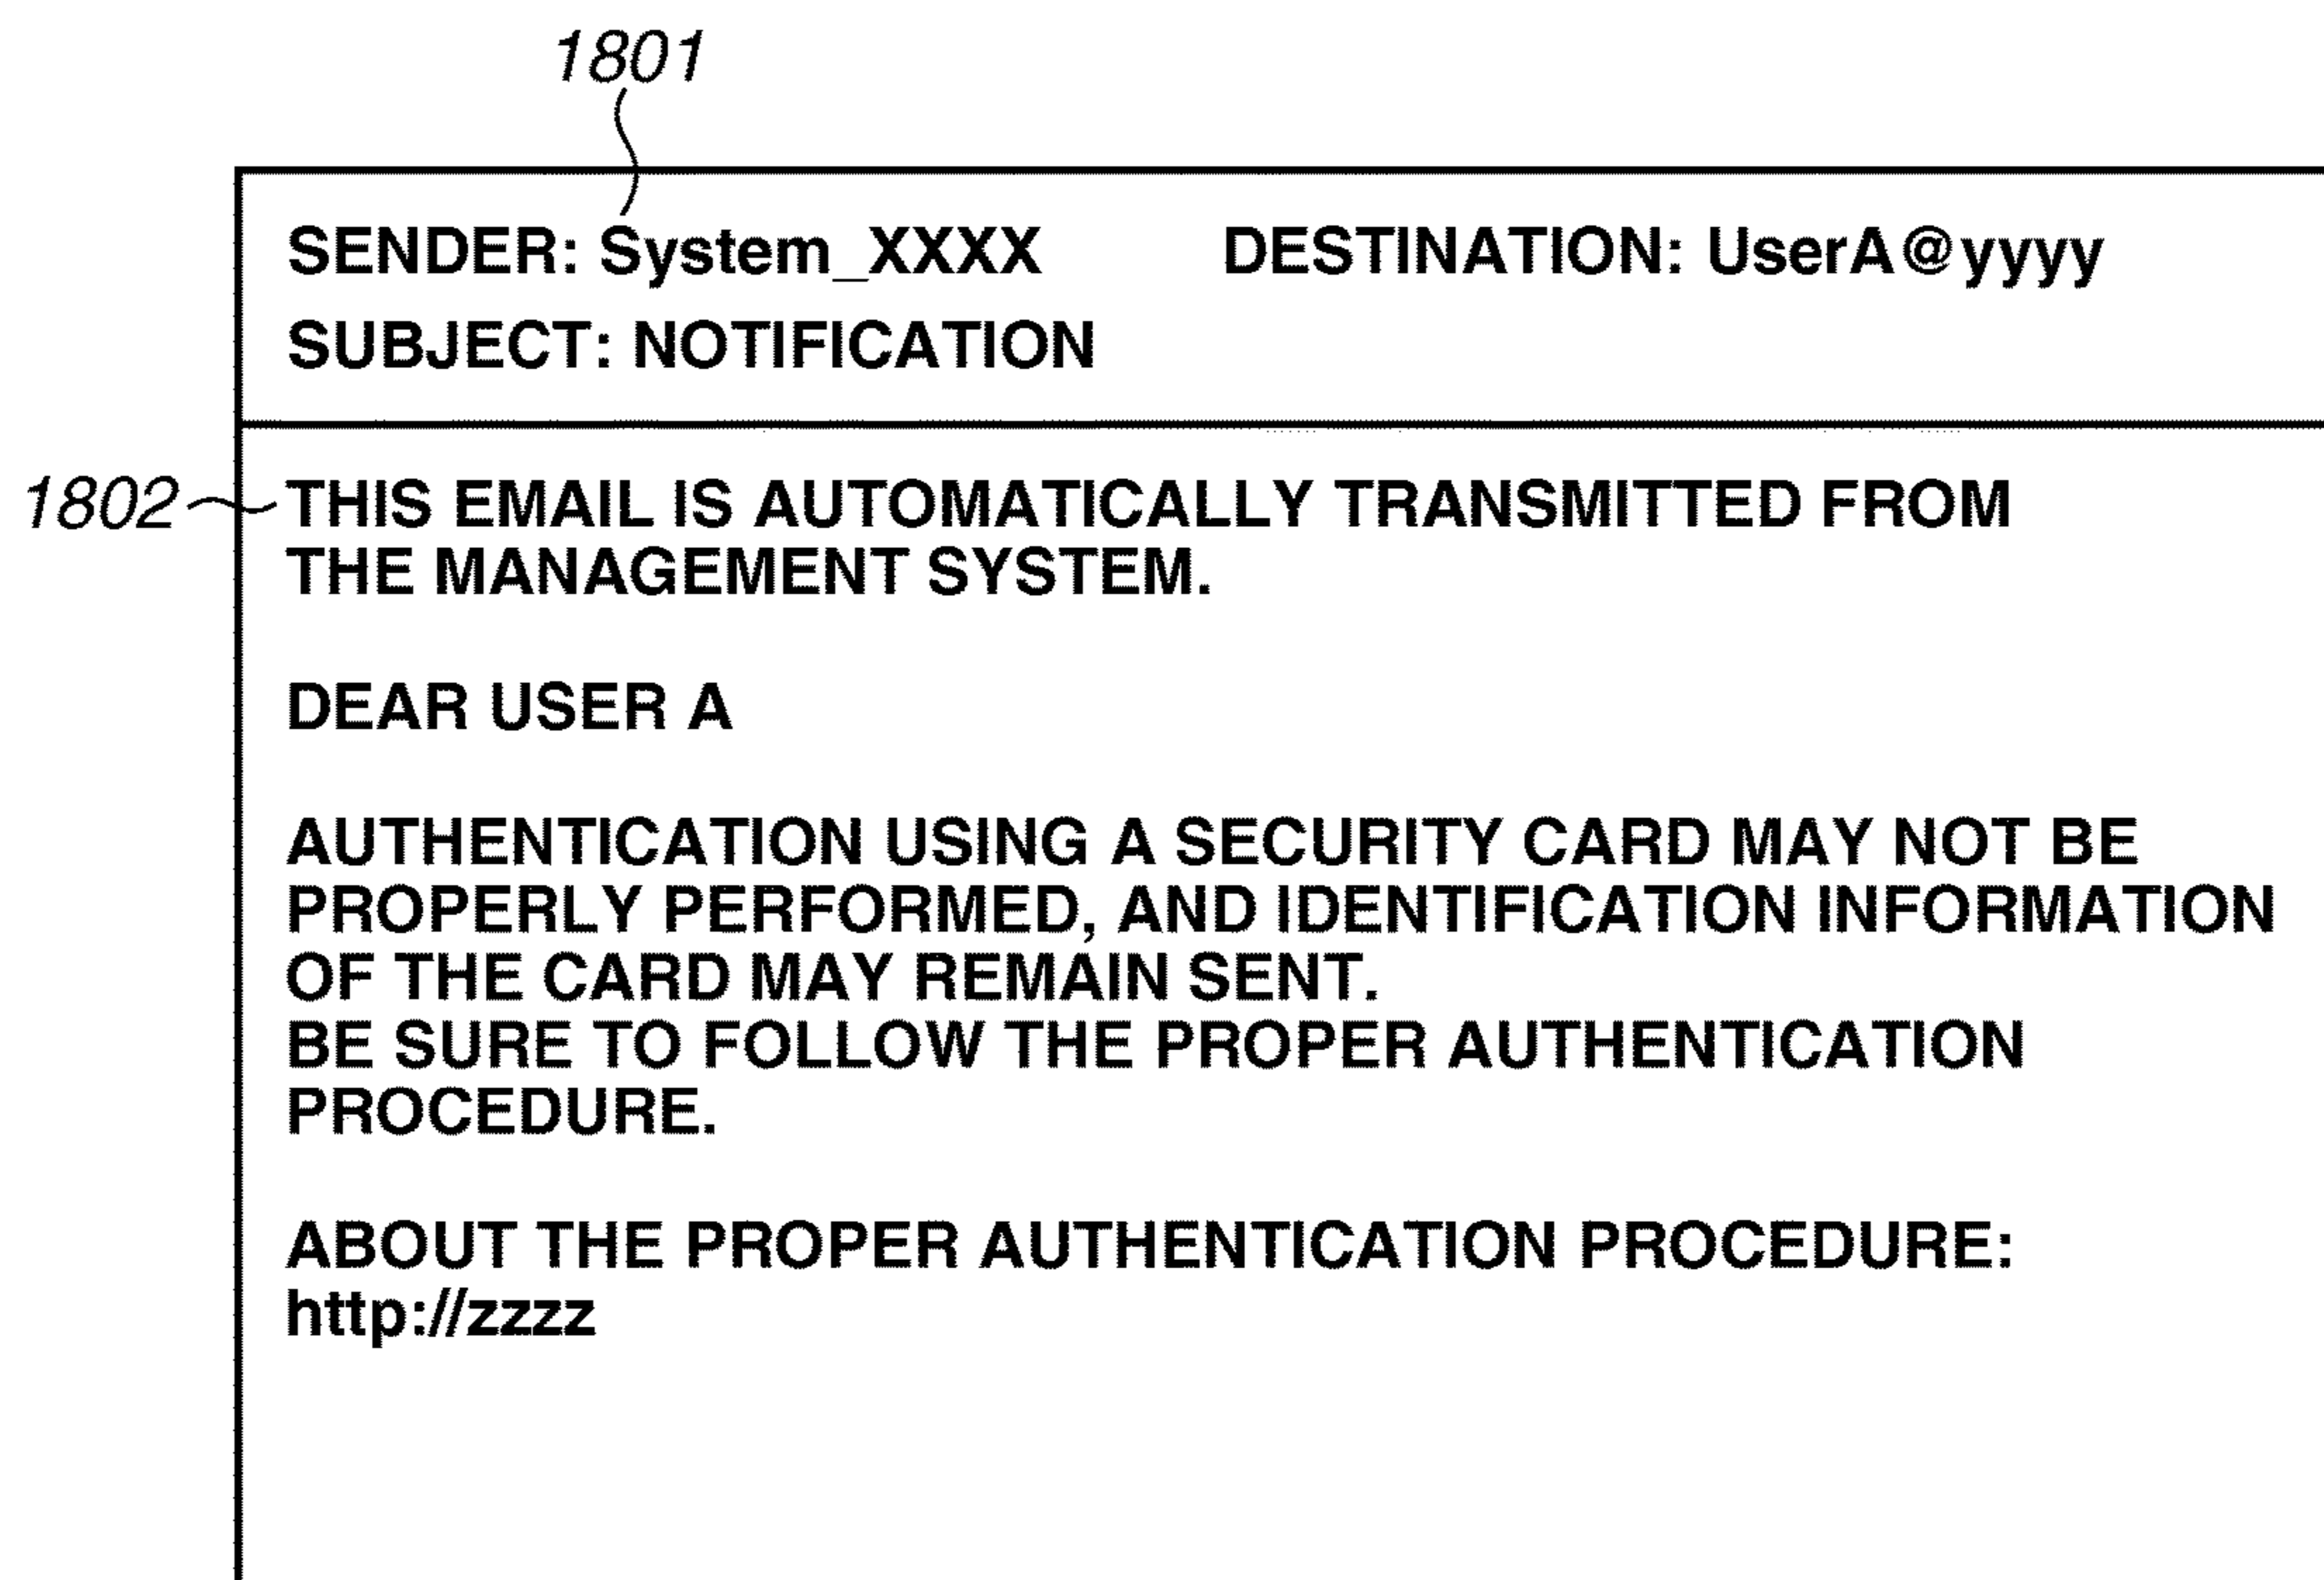 1801
SENDER: System_XXXX DESTINATION: UserA@yyyy
SUBJECT: NOTIFICATION
1802
THIS EMAIL IS AUTOMATICALLY TRANSMITTED FROM
THE MANAGEMENT SYSTEM.
DEAR USER A
AUTHENTICATION USING A SECURITY CARD MAY NOT BE
PROPERLY PERFORMED, AND IDENTIFICATION INFORMATION
OF THE CARD MAY REMAIN SENT.
BE SURE TO FOLLOW THE PROPER AUTHENTICATION
PROCEDURE.
ABOUT THE PROPER AUTHENTICATION PROCEDURE:
http://zzzz